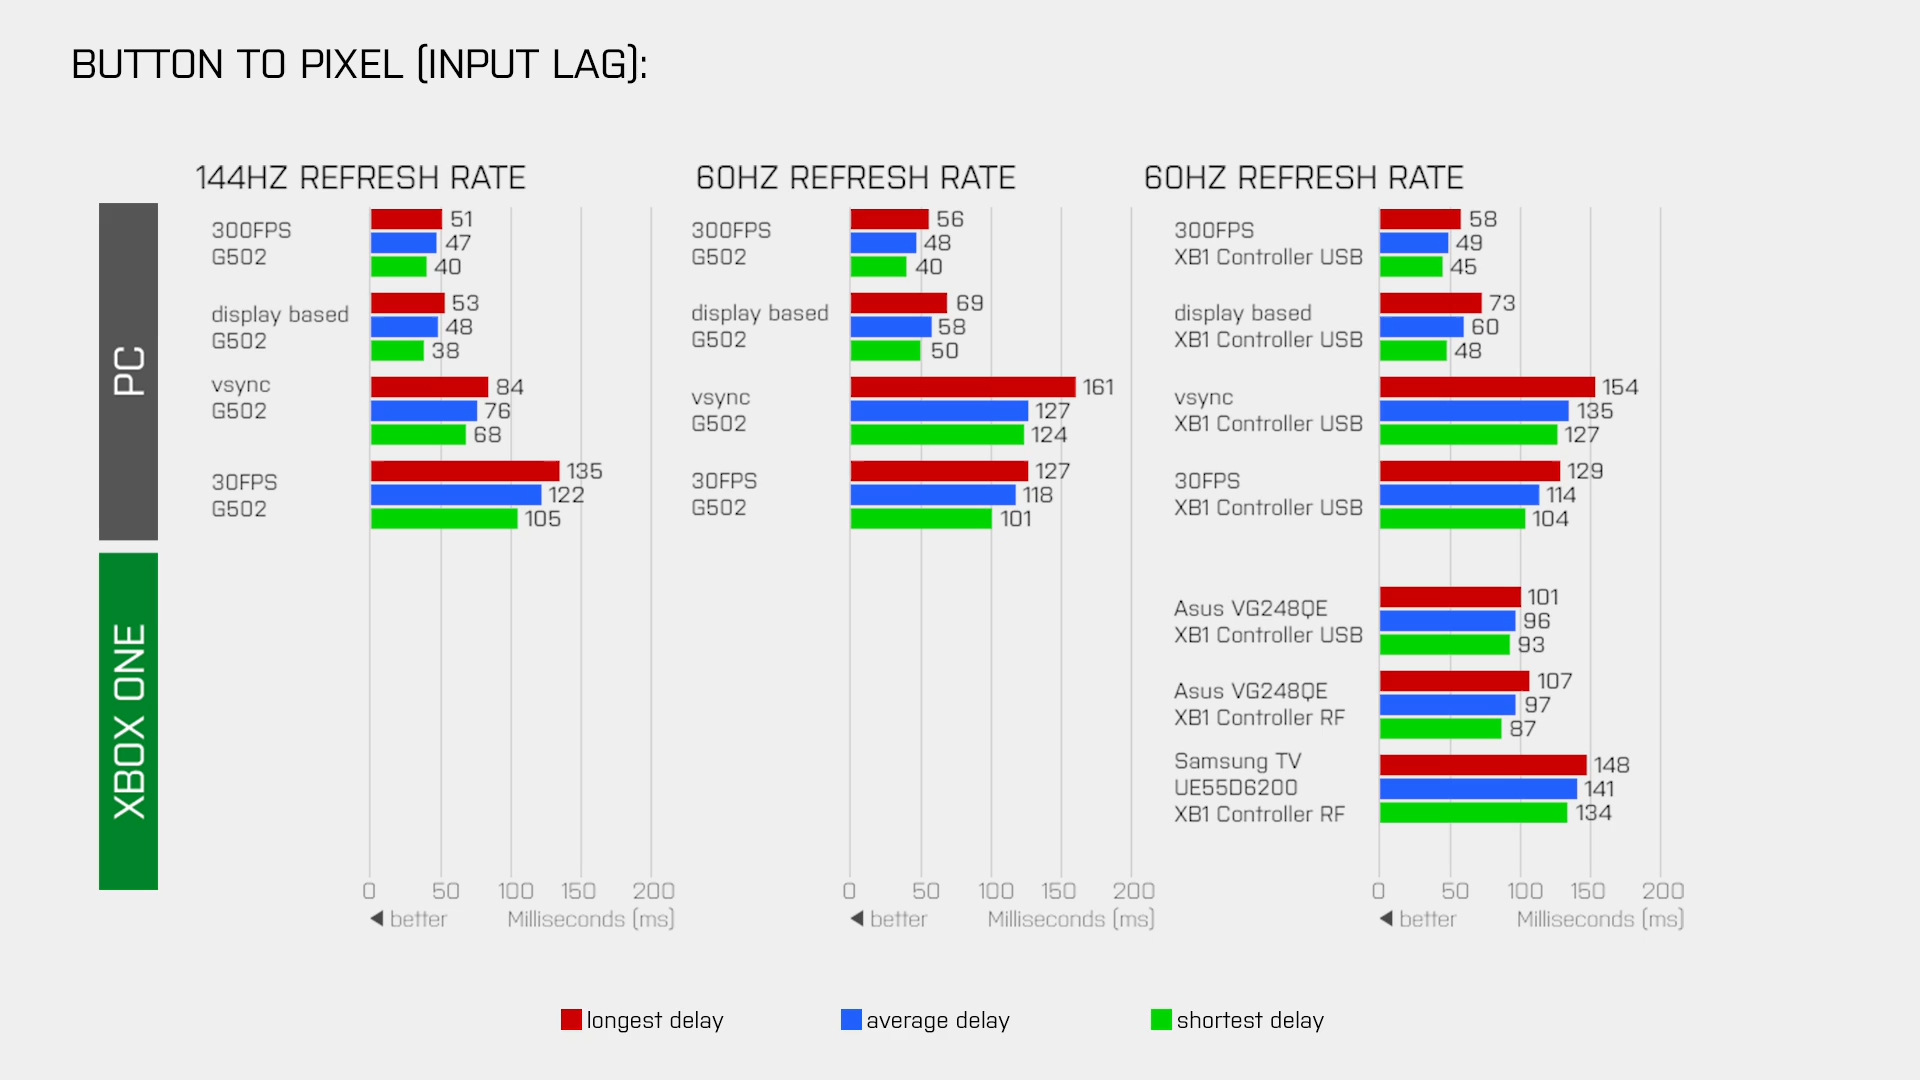 BUTTON TO PIXEL (INPUT LAG):
144HZ REFRESH RATE
60HZ REFRESH RATE
60HZ REFRESH RATE
PC
300FPS
G502
51
47
40
display based
G502
53
48
38
vsync
G502
84
76
68
30FPS
G502
135
122
105
300FPS
G502
56
48
40
display based
G502
69
58
50
vsync
G502
161
127
124
30FPS
G502
127
118
101
300FPS
XB1 Controller USB
58
49
45
display based
XB1 Controller USB
73
60
48
vsync
XB1 Controller USB
154
135
127
30FPS
XB1 Controller USB
129
114
104
XBOX ONE
Asus VG248QE
XB1 Controller USB
101
96
93
Asus VG248QE
XB1 Controller RF
107
97
87
Samsung TV
UE55D6200
XB1 Controller RF
148
141
134
0 50 100 150 200
◄ better Milliseconds (ms)
0 50 100 150 200
◄ better Milliseconds (ms)
0 50 100 150 200
◄ better Milliseconds (ms)
longest delay
average delay
shortest delay